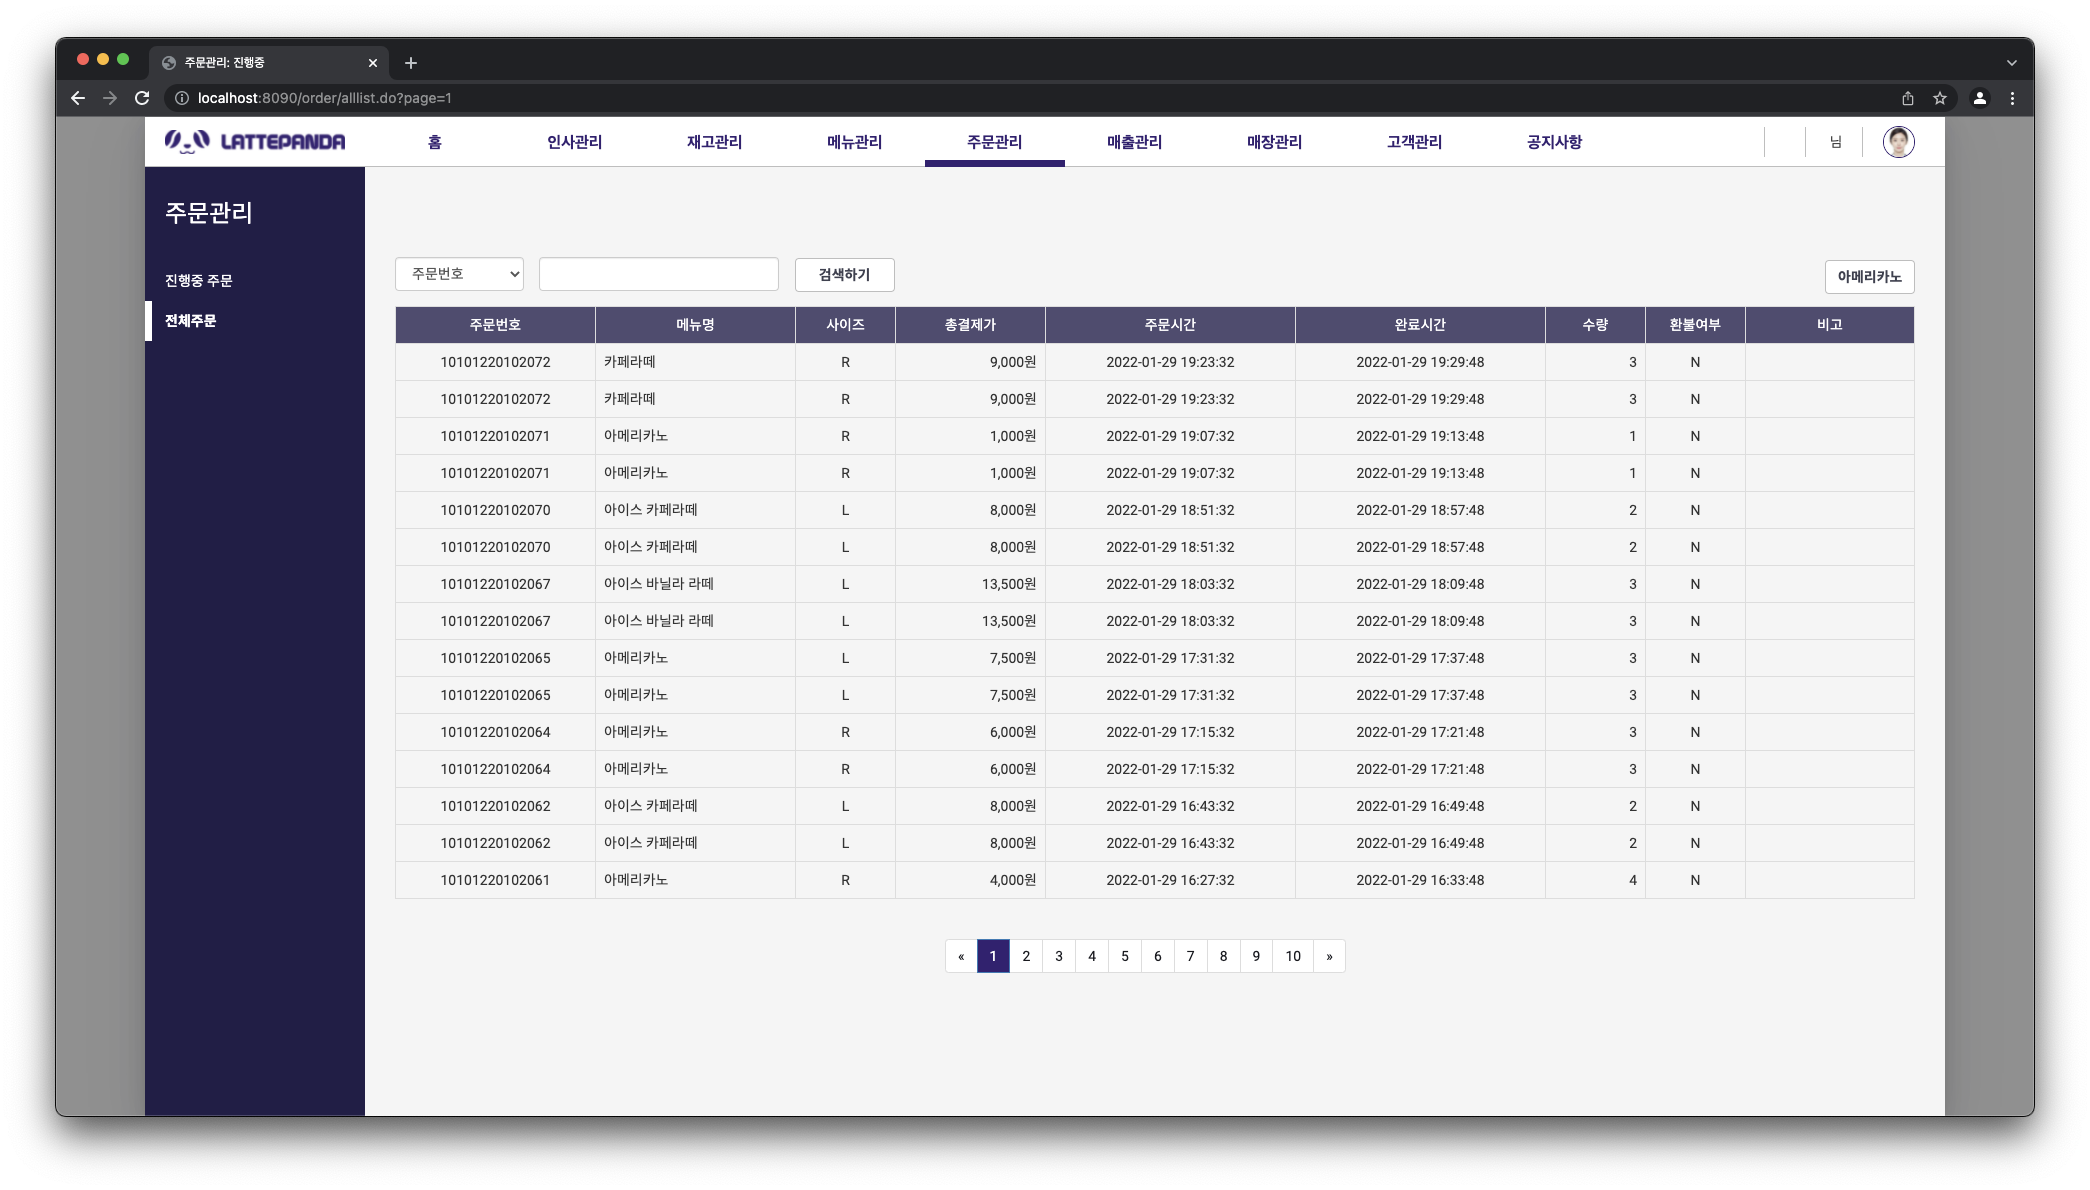 주문관리: 진행중
localhost:8090/order/alllist.do?page=1
LATTEPANDA 홈 인사관리 재고관리 메뉴관리 주문관리 매출관리 매장관리 고객관리 공지사항 님
주문관리
진행중 주문
전체주문
주문번호 검색하기 아메리카노
주문번호 메뉴명 사이즈 총결제가 주문시간 완료시간 수량 환불여부 비고
10101220102072 카페라떼 R 9,000원 2022-01-29 19:23:32 2022-01-29 19:29:48 3 N
10101220102072 카페라떼 R 9,000원 2022-01-29 19:23:32 2022-01-29 19:29:48 3 N
10101220102071 아메리카노 R 1,000원 2022-01-29 19:07:32 2022-01-29 19:13:48 1 N
10101220102071 아메리카노 R 1,000원 2022-01-29 19:07:32 2022-01-29 19:13:48 1 N
10101220102070 아이스 카페라떼 L 8,000원 2022-01-29 18:51:32 2022-01-29 18:57:48 2 N
10101220102070 아이스 카페라떼 L 8,000원 2022-01-29 18:51:32 2022-01-29 18:57:48 2 N
10101220102067 아이스 바닐라 라떼 L 13,500원 2022-01-29 18:03:32 2022-01-29 18:09:48 3 N
10101220102067 아이스 바닐라 라떼 L 13,500원 2022-01-29 18:03:32 2022-01-29 18:09:48 3 N
10101220102065 아메리카노 L 7,500원 2022-01-29 17:31:32 2022-01-29 17:37:48 3 N
10101220102065 아메리카노 L 7,500원 2022-01-29 17:31:32 2022-01-29 17:37:48 3 N
10101220102064 아메리카노 R 6,000원 2022-01-29 17:15:32 2022-01-29 17:21:48 3 N
10101220102064 아메리카노 R 6,000원 2022-01-29 17:15:32 2022-01-29 17:21:48 3 N
10101220102062 아이스 카페라떼 L 8,000원 2022-01-29 16:43:32 2022-01-29 16:49:48 2 N
10101220102062 아이스 카페라떼 L 8,000원 2022-01-29 16:43:32 2022-01-29 16:49:48 2 N
10101220102061 아메리카노 R 4,000원 2022-01-29 16:27:32 2022-01-29 16:33:48 4 N
« 1 2 3 4 5 6 7 8 9 10 »